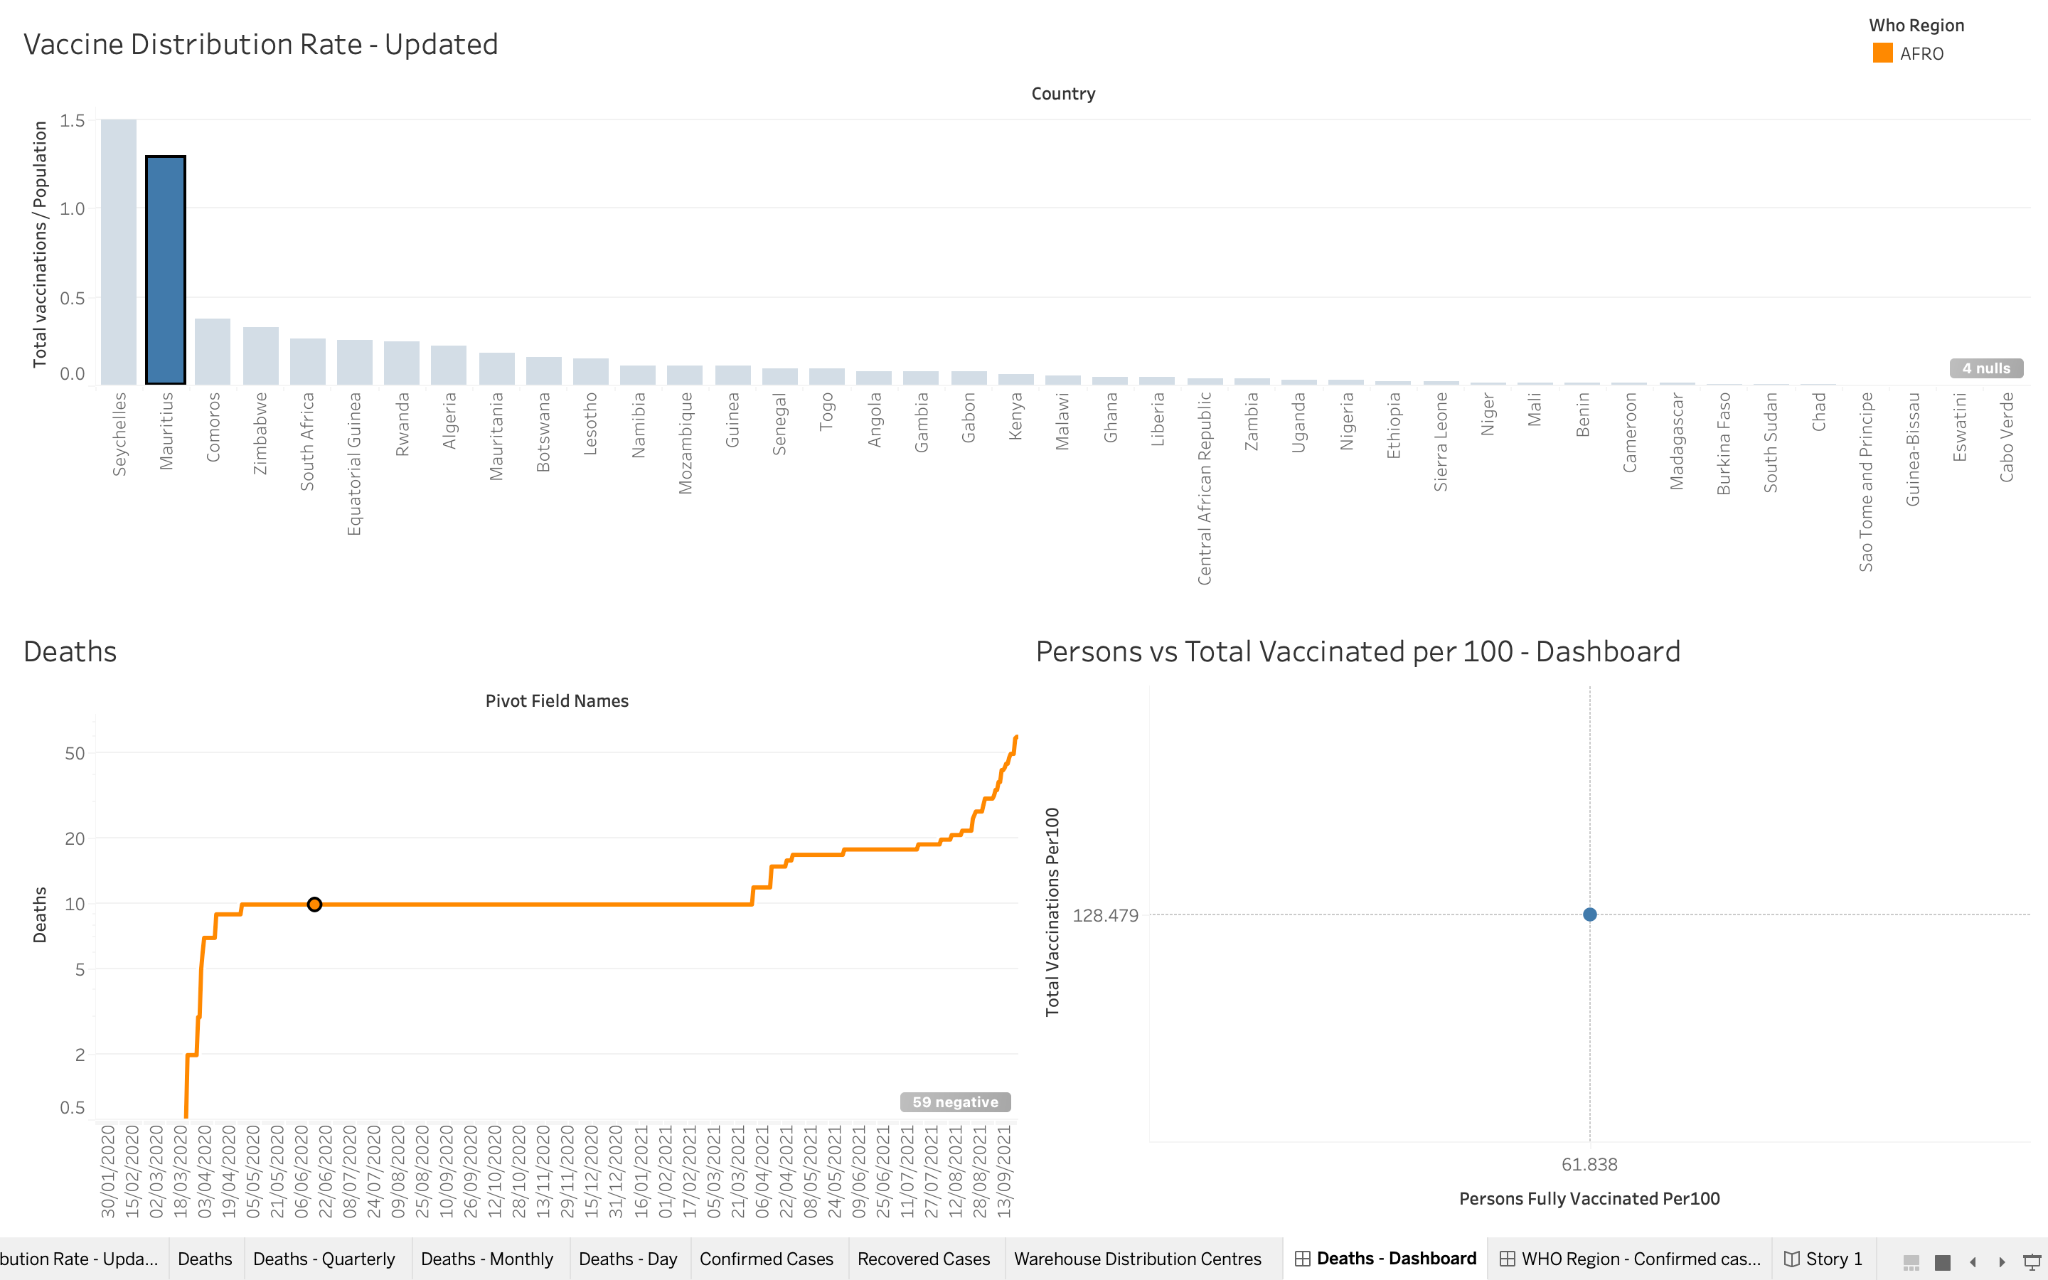 Vaccine Distribution Rate - Updated
Who Region
AFRO
Country
Total vaccinations / Population
1.5
1.0
0.5
0.0
4 nulls
Seychelles
Mauritius
Comoros
Zimbabwe
South Africa
Equatorial Guinea
Rwanda
Algeria
Mauritania
Botswana
Lesotho
Namibia
Mozambique
Guinea
Senegal
Togo
Angola
Gambia
Gabon
Kenya
Malawi
Ghana
Liberia
Central African Republic
Zambia
Uganda
Nigeria
Ethiopia
Sierra Leone
Niger
Mali
Benin
Cameroon
Madagascar
Burkina Faso
South Sudan
Chad
Sao Tome and Principe
Guinea-Bissau
Eswatini
Cabo Verde
Deaths
Pivot Field Names
Deaths
50
20
10
5
2
0.5
59 negative
30/01/2020
15/02/2020
02/03/2020
18/03/2020
03/04/2020
19/04/2020
05/05/2020
21/05/2020
06/06/2020
22/06/2020
08/07/2020
24/07/2020
09/08/2020
25/08/2020
10/09/2020
26/09/2020
12/10/2020
28/10/2020
13/11/2020
29/11/2020
15/12/2020
31/12/2020
16/01/2021
01/02/2021
17/02/2021
05/03/2021
21/03/2021
06/04/2021
22/04/2021
08/05/2021
24/05/2021
09/06/2021
25/06/2021
11/07/2021
27/07/2021
12/08/2021
28/08/2021
13/09/2021
Persons vs Total Vaccinated per 100 - Dashboard
Total Vaccinations Per100
128.479
61.838
Persons Fully Vaccinated Per100
bution Rate - Upda...
Deaths
Deaths - Quarterly
Deaths - Monthly
Deaths - Day
Confirmed Cases
Recovered Cases
Warehouse Distribution Centres
Deaths - Dashboard
WHO Region - Confirmed cas...
Story 1